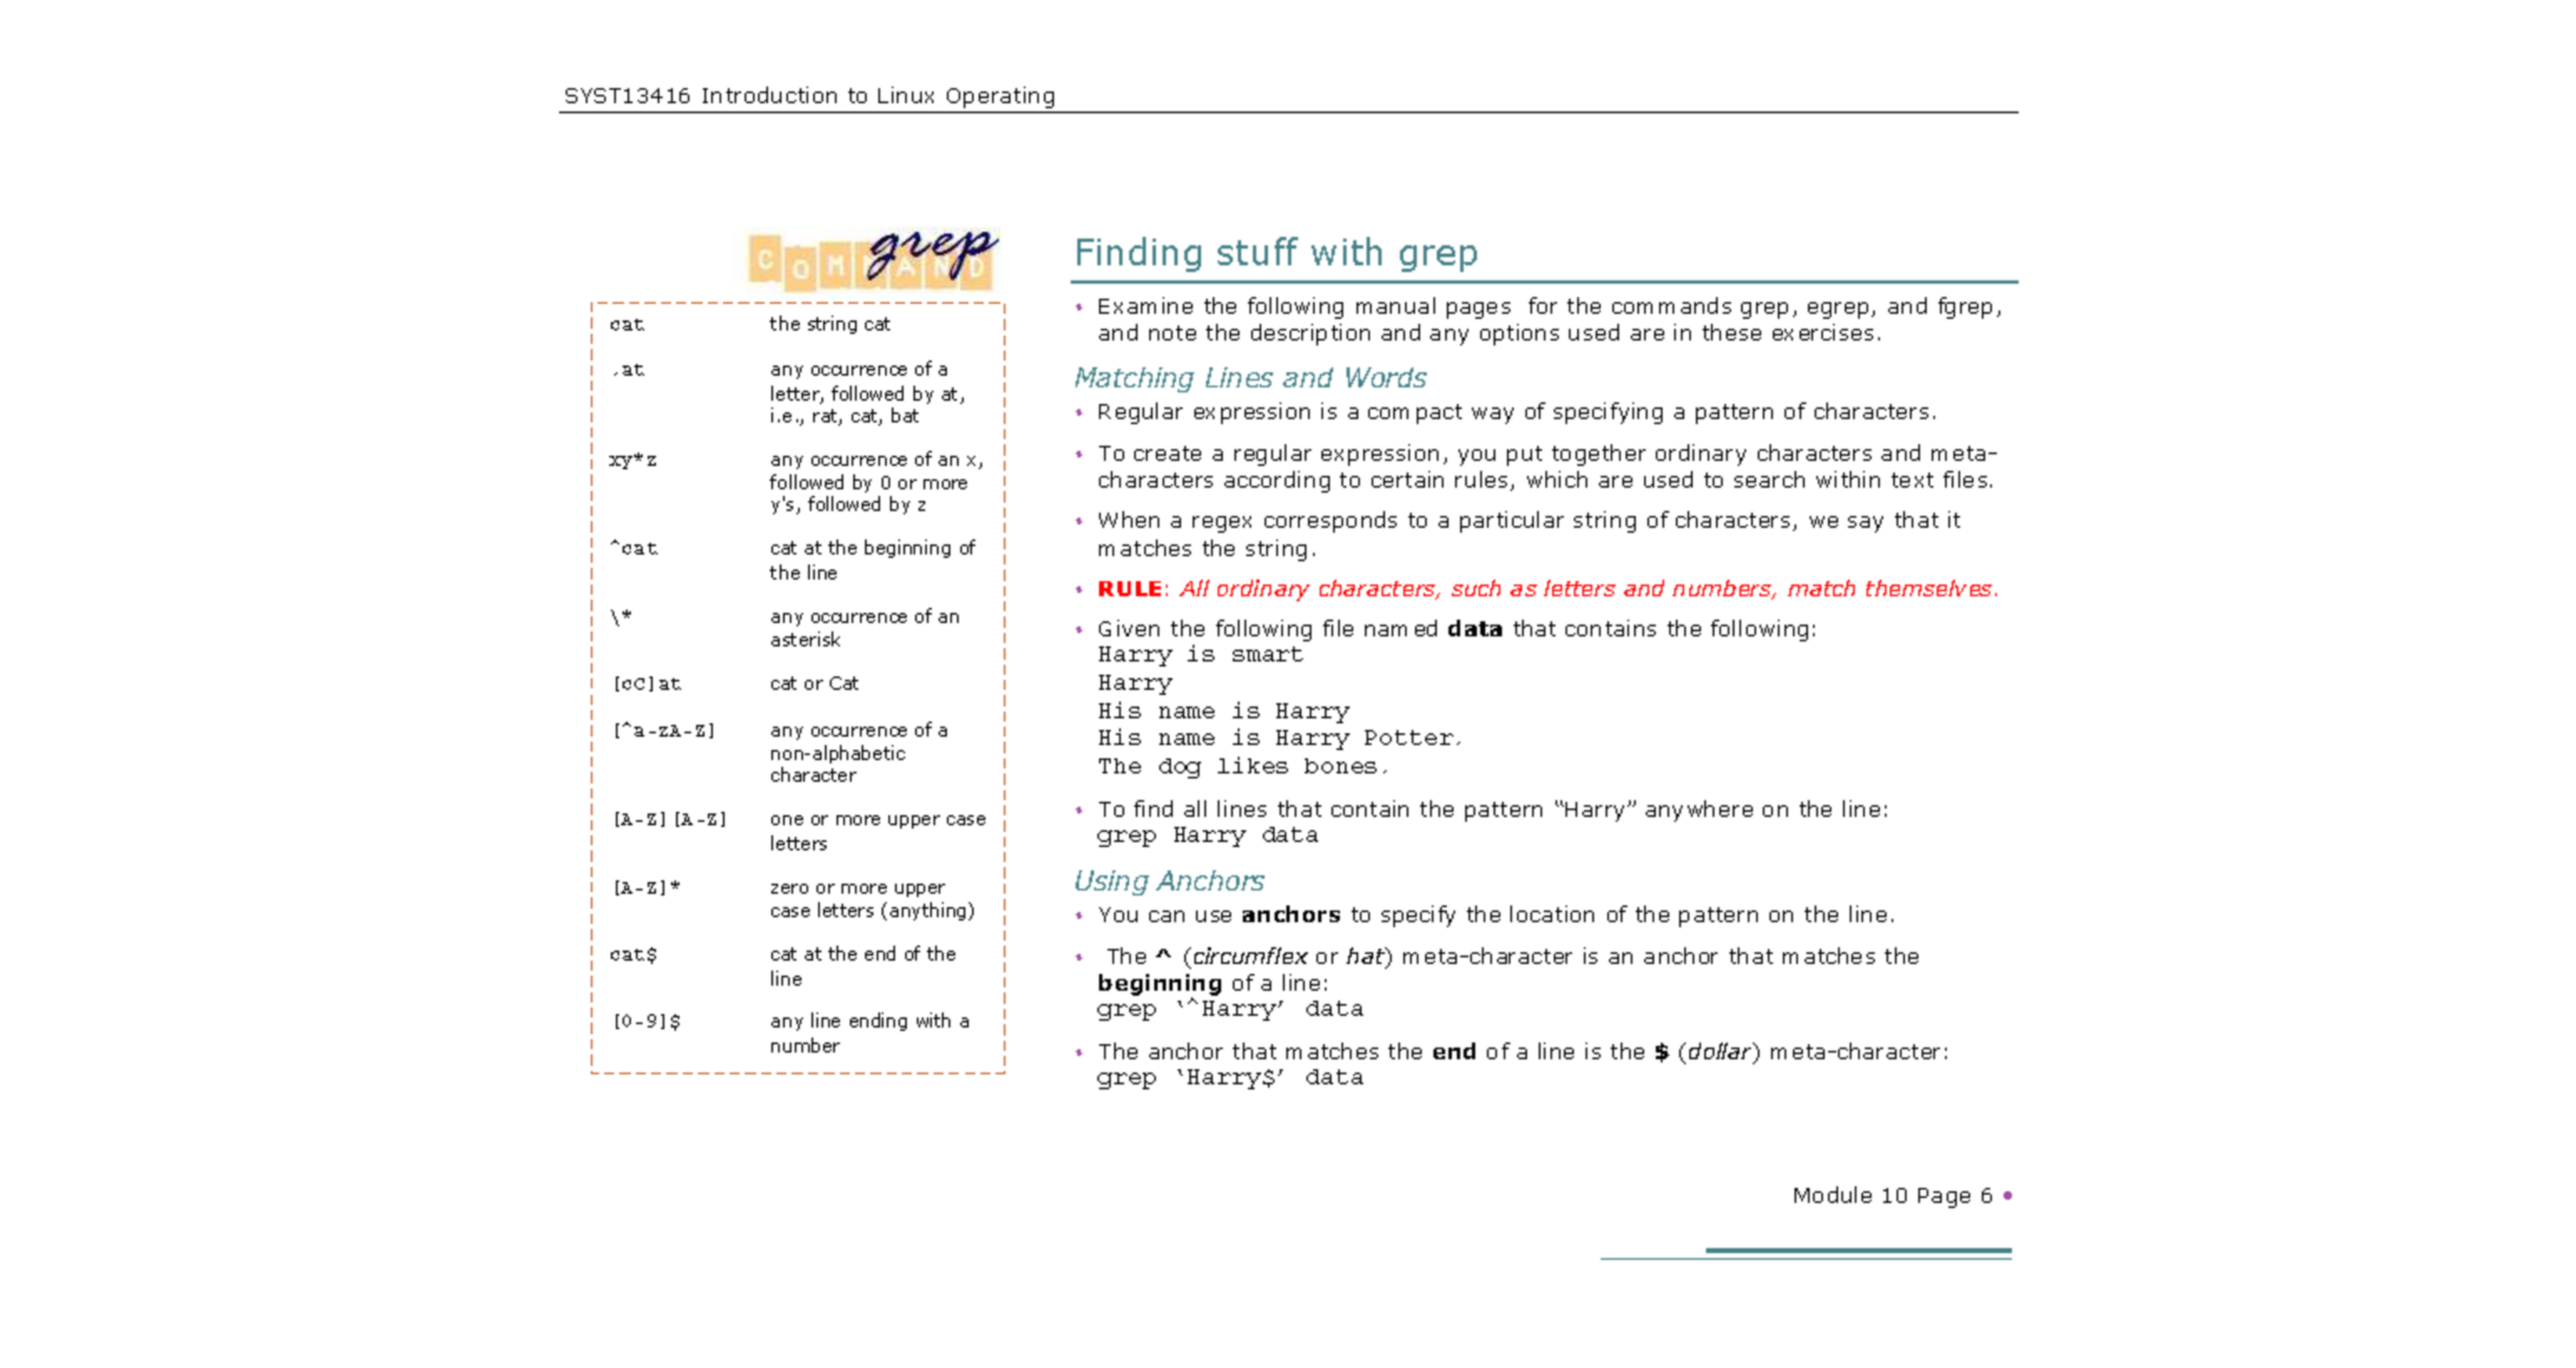 SYST13416 Introduction to Linux Operating
COMMAND
grep
cat the string cat
.at any occurrence of a
letter, followed by at,
i.e., rat, cat, bat
xy*z any occurrence of an x,
followed by 0 or more
y's, followed by z
^cat cat at the beginning of
the line
\* any occurrence of an
asterisk
[cC]at cat or Cat
[^a-zA-Z] any occurrence of a
non-alphabetic
character
[A-Z][A-Z] one or more upper case
letters
[A-Z]* zero or more upper
case letters (anything)
cat$ cat at the end of the
line
[0-9]$ any line ending with a
number
Finding stuff with grep
• Examine the following manual pages for the commands grep, egrep, and fgrep,
and note the description and any options used are in these exercises.
Matching Lines and Words
• Regular expression is a compact way of specifying a pattern of characters.
• To create a regular expression, you put together ordinary characters and meta-
characters according to certain rules, which are used to search within text files.
• When a regex corresponds to a particular string of characters, we say that it
matches the string.
• RULE: All ordinary characters, such as letters and numbers, match themselves.
• Given the following file named data that contains the following:
Harry is smart
Harry
His name is Harry
His name is Harry Potter.
The dog likes bones.
• To find all lines that contain the pattern “Harry” anywhere on the line:
grep Harry data
Using Anchors
• You can use anchors to specify the location of the pattern on the line.
• The ^ (circumflex or hat) meta-character is an anchor that matches the
beginning of a line:
grep ‘^Harry’ data
• The anchor that matches the end of a line is the $ (dollar) meta-character:
grep ‘Harry$’ data
Module 10 Page 6 •